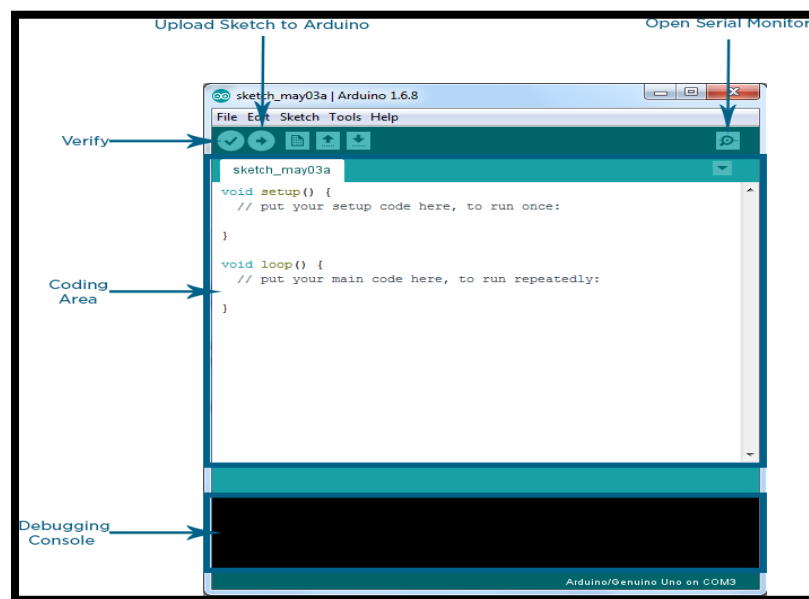 Upload Sketch to Arduino
Open Serial Monitor
sketch_may03a | Arduino 1.6.8
File Edit Sketch Tools Help
Verify
sketch_may03a
void setup() {
// put your setup code here, to run once:
}
void loop() {
// put your main code here, to run repeatedly:
}
Coding
Area
Debugging
Console
Arduino/Genuino Uno on COM3